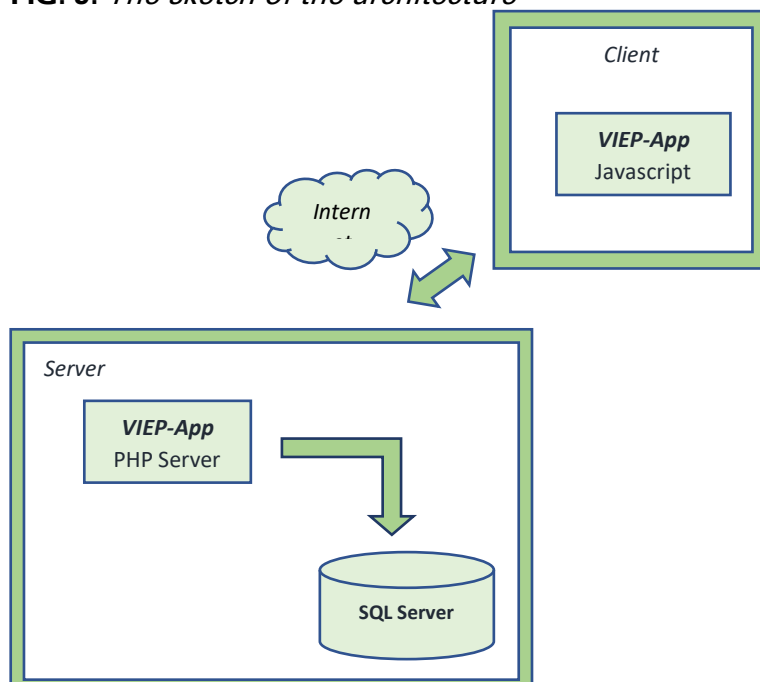 Client
VIEP-App
Javascript
Intern
Server
VIEP-App
PHP Server
SQL Server